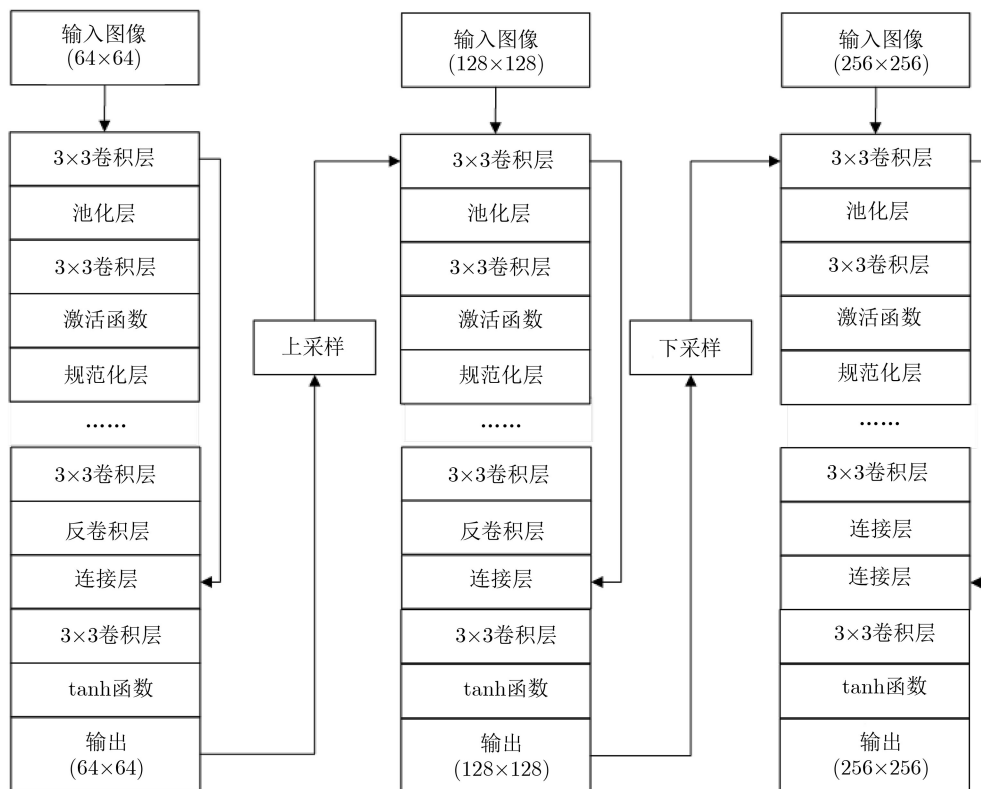 输入图像
(64×64)
3×3卷积层
池化层
3×3卷积层
激活函数
规范化层
……
3×3卷积层
反卷积层
连接层
3×3卷积层
tanh函数
输出
(64×64)
上采样
输入图像
(128×128)
3×3卷积层
池化层
3×3卷积层
激活函数
规范化层
……
3×3卷积层
反卷积层
连接层
3×3卷积层
tanh函数
输出
(128×128)
下采样
输入图像
(256×256)
3×3卷积层
池化层
3×3卷积层
激活函数
规范化层
……
3×3卷积层
连接层
连接层
3×3卷积层
tanh函数
输出
(256×256)